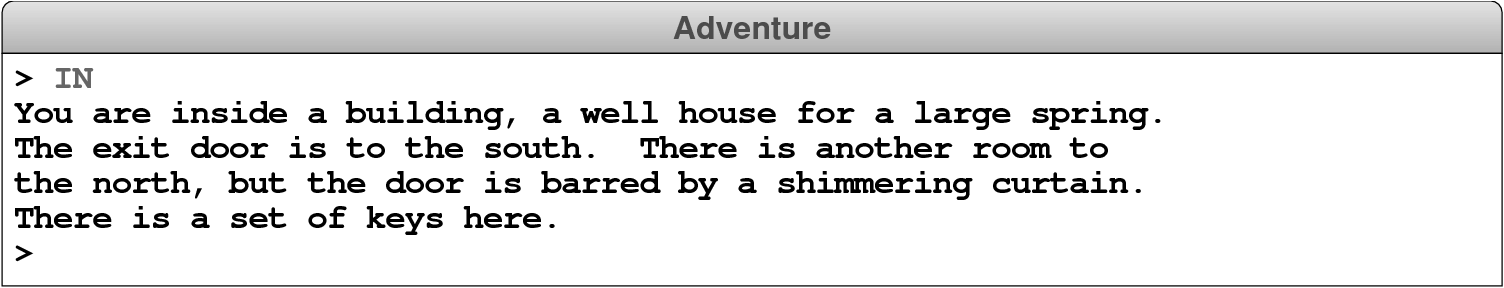 Adventure
> IN
You are inside a building, a well house for a large spring.
The exit door is to the south.  There is another room to
the north, but the door is barred by a shimmering curtain.
There is a set of keys here.
>